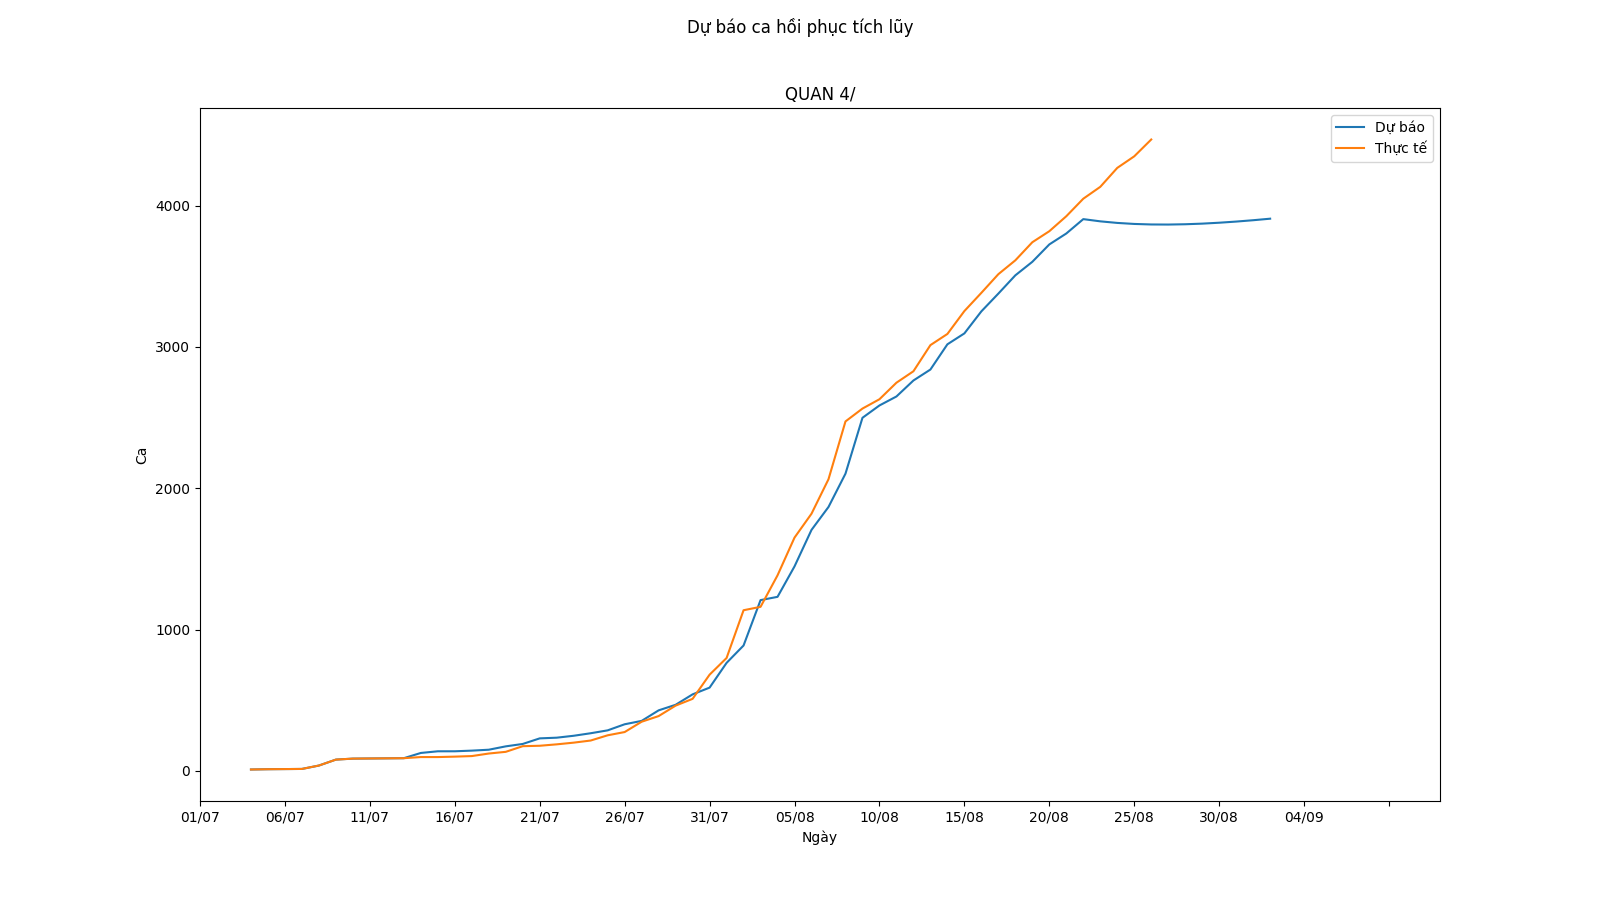 Dự báo ca hồi phục tích lũy
QUAN 4/
Dự báo
Thực tế
4000
3000
2000
1000
0
Ca
01/07 06/07 11/07 16/07 21/07 26/07 31/07 05/08 10/08 15/08 20/08 25/08 30/08 04/09
Ngày